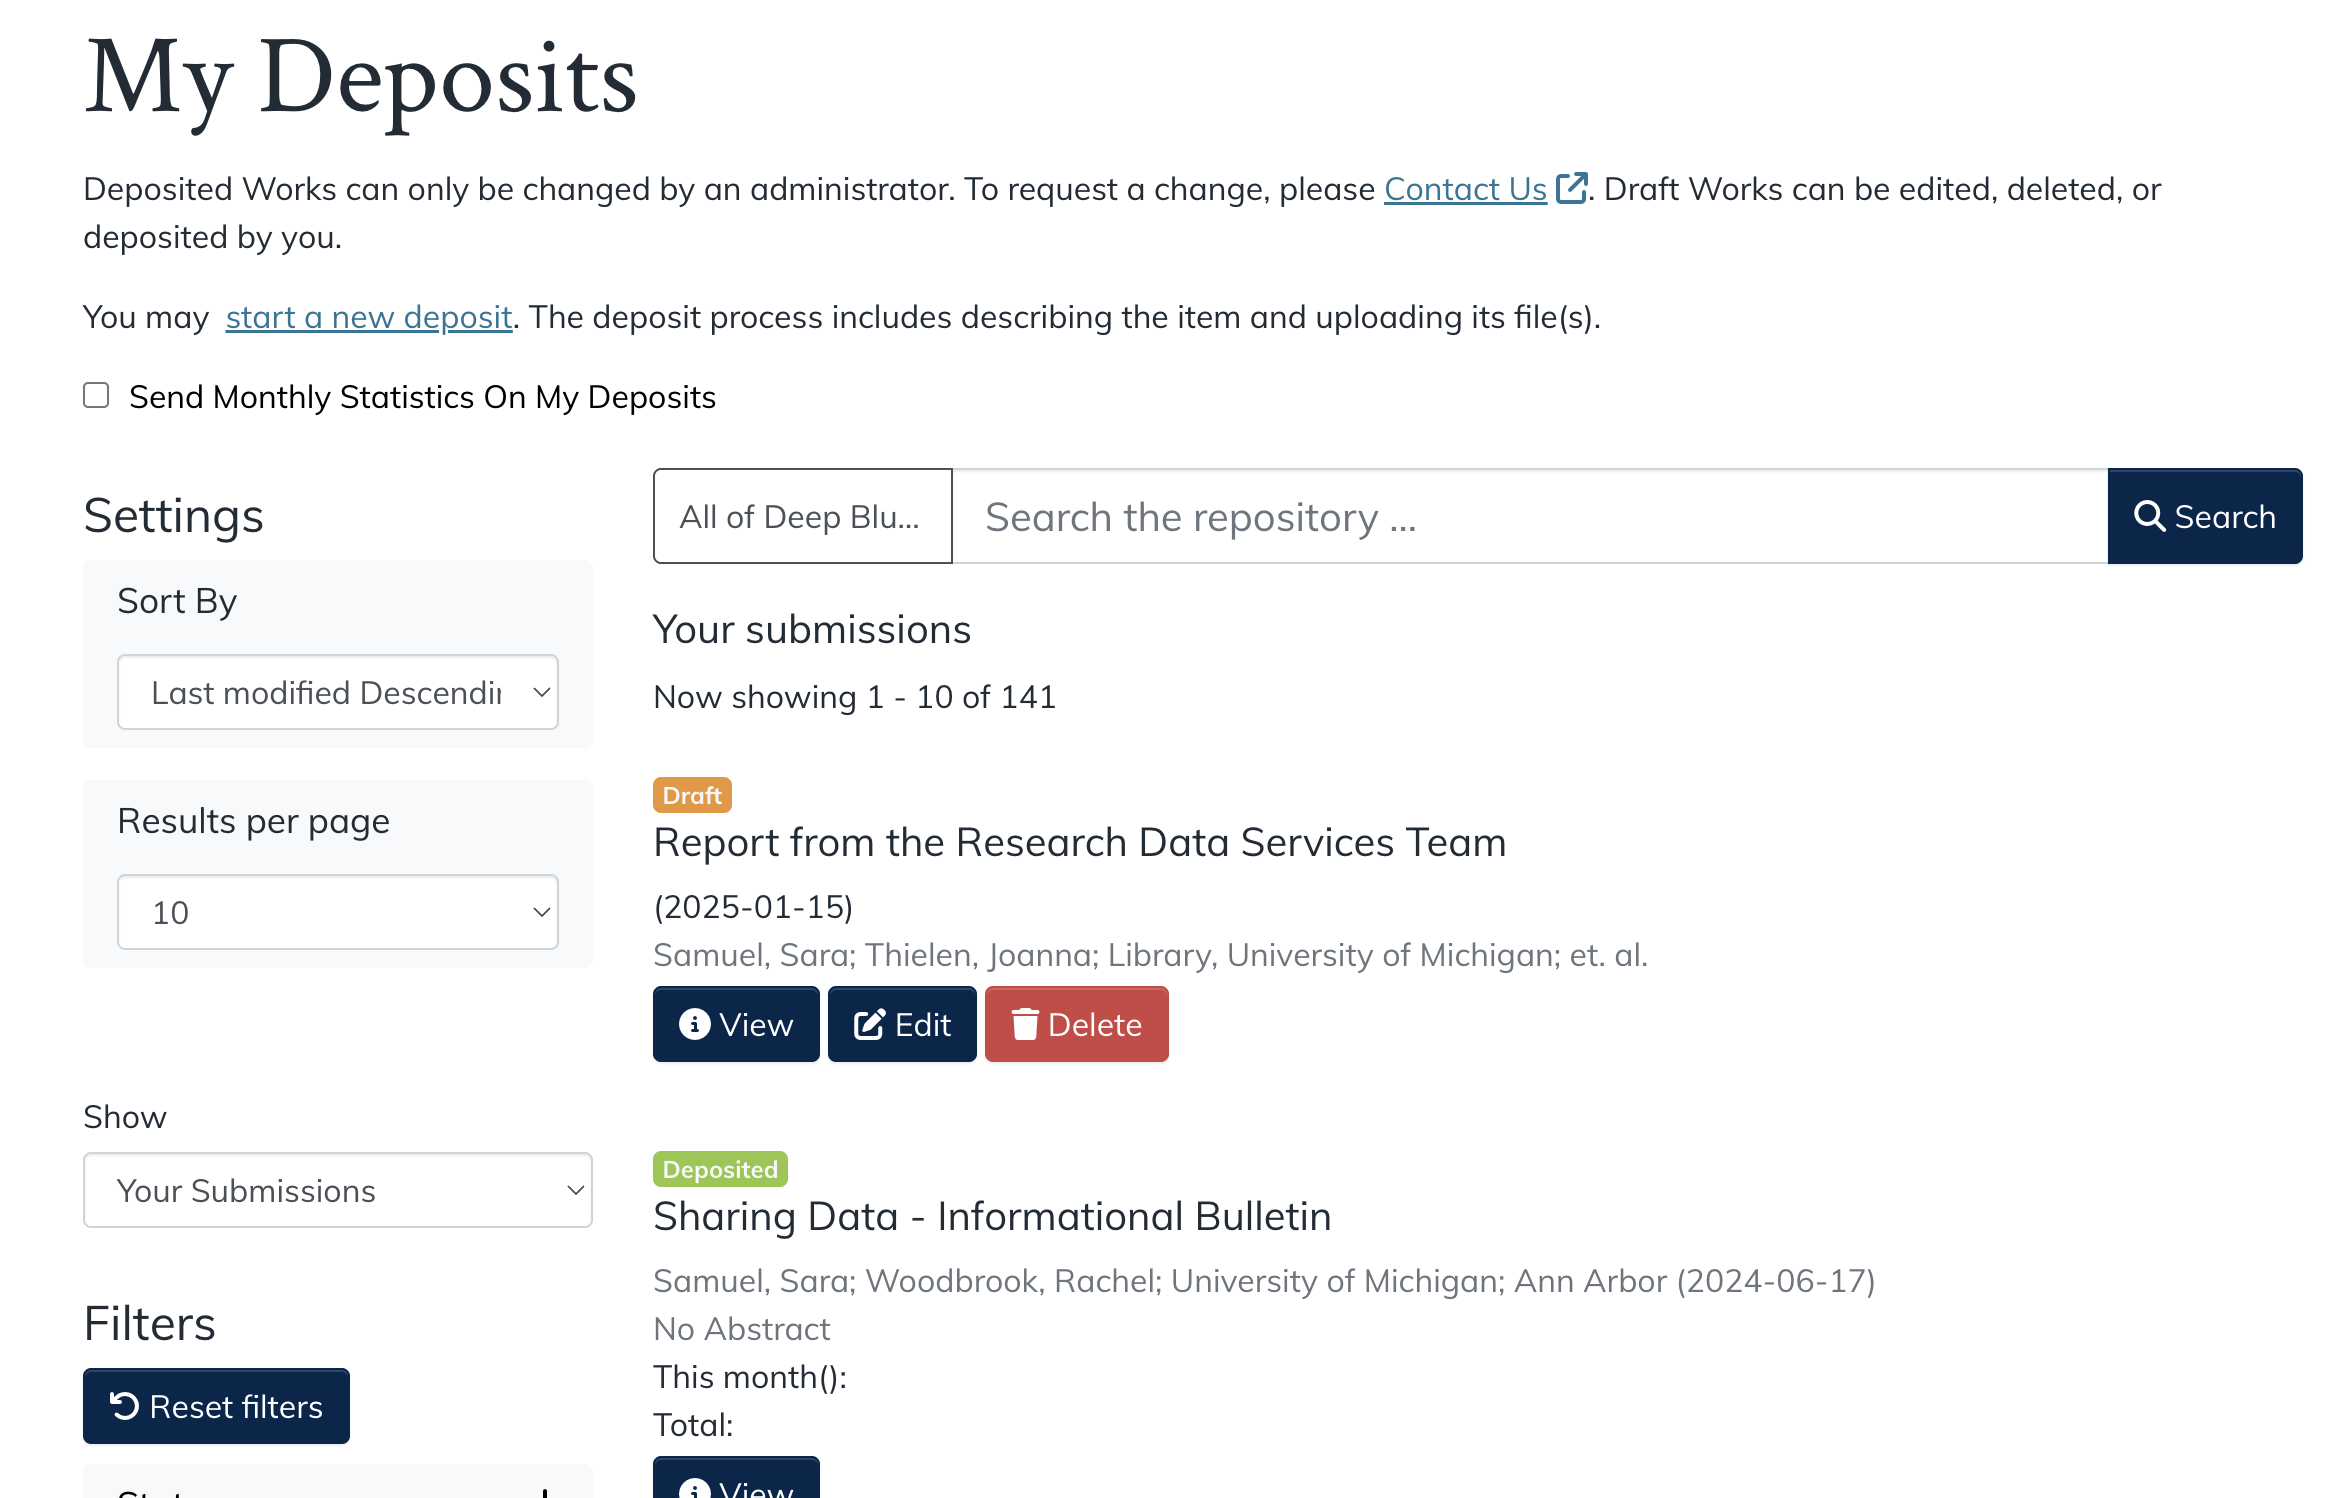 My Deposits
Deposited Works can only be changed by an administrator. To request a change, please Contact Us. Draft Works can be edited, deleted, or
deposited by you.
You may start a new deposit. The deposit process includes describing the item and uploading its file(s).
Send Monthly Statistics On My Deposits
Settings
Sort By
Last modified Descendin
Results per page
10
Show
Your Submissions
Filters
Reset filters
All of Deep Blu...
Search the repository ...
Search
Your submissions
Now showing 1 - 10 of 141
Draft
Report from the Research Data Services Team
(2025-01-15)
Samuel, Sara; Thielen, Joanna; Library, University of Michigan; et. al.
View
Edit
Delete
Deposited
Sharing Data - Informational Bulletin
Samuel, Sara; Woodbrook, Rachel; University of Michigan; Ann Arbor (2024-06-17)
No Abstract
This month():
Total:
View